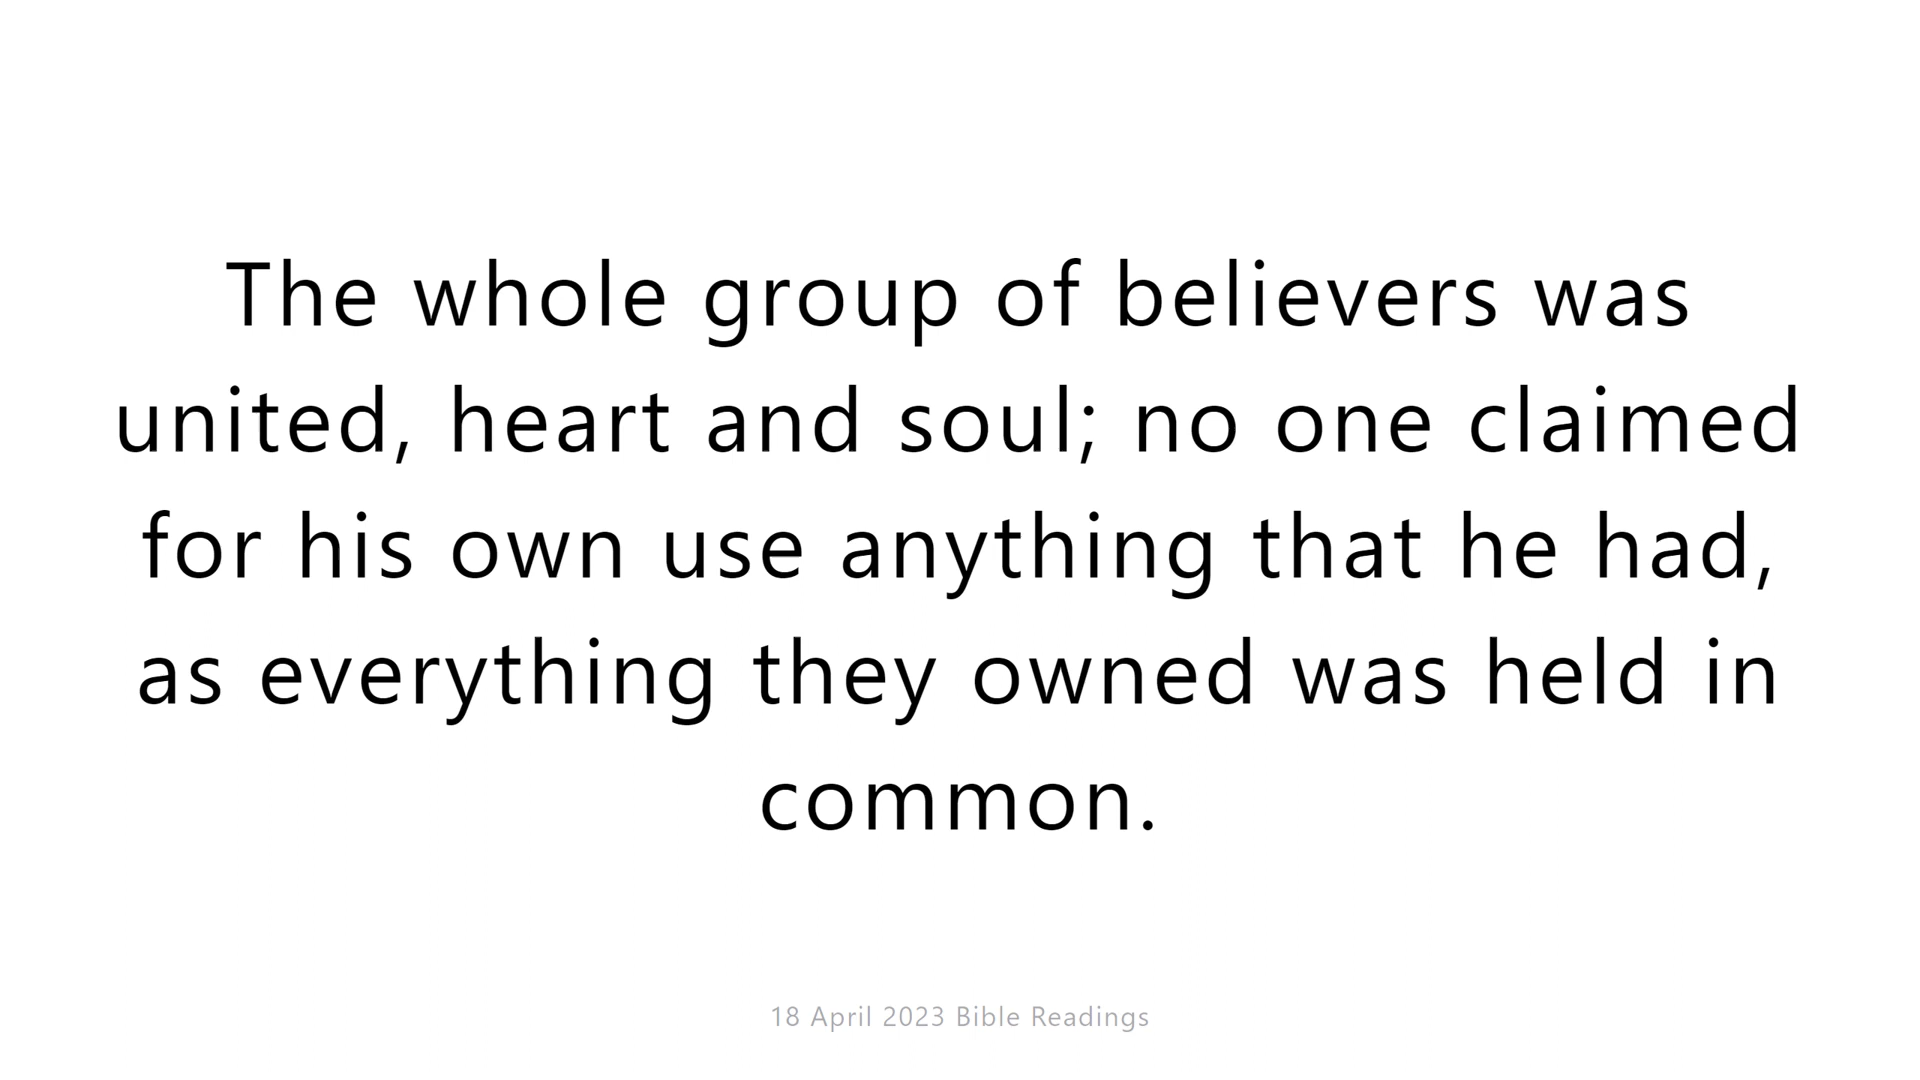 The whole group of believers was
united, heart and soul; no one claimed
for his own use anything that he had,
as everything they owned was held in
common.
18 April 2023 Bible Readings